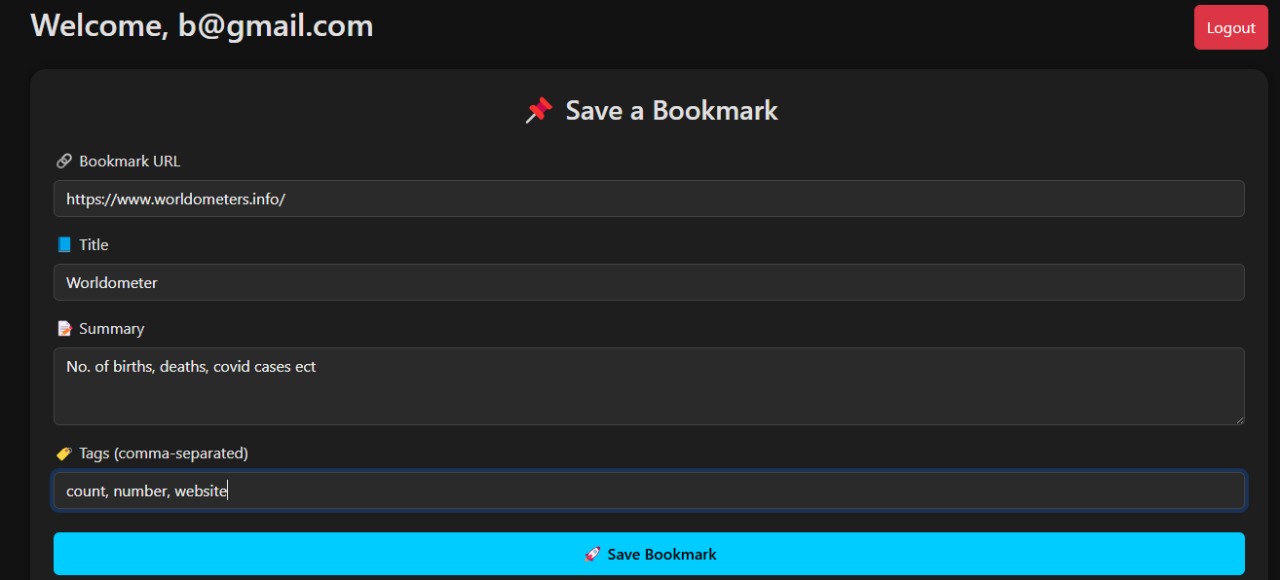 Welcome, b@gmail.com
Logout
Save a Bookmark
Bookmark URL
https://www.worldometers.info/
Title
Worldometer
Summary
No. of births, deaths, covid cases ect
Tags (comma-separated)
count, number, website
Save Bookmark